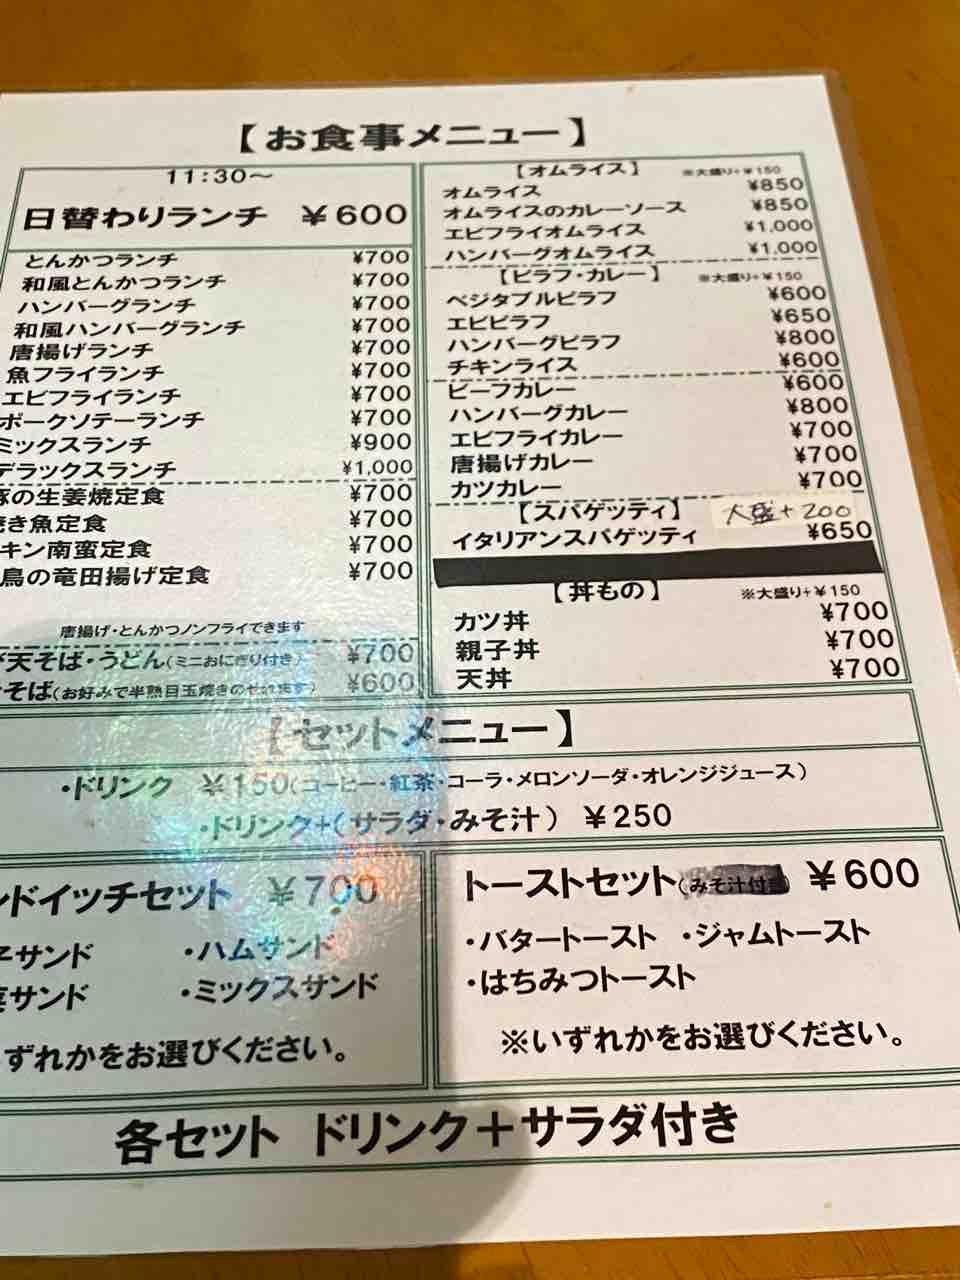 【お食事メニュー】
11:30～
日替わりランチ ￥600
とんかつランチ ¥700
和風とんかつランチ ¥700
ハンバーグランチ ¥700
和風ハンバーグランチ ¥700
唐揚げランチ ¥700
魚フライランチ ¥700
エビフライランチ ¥700
ポークソテーランチ ¥700
ミックスランチ ¥900
デラックスランチ ¥1,000
豚の生姜焼定食 ¥700
き魚定食 ¥700
キン南蛮定食 ¥700
鳥の竜田揚げ定食 ¥700
唐揚げ・とんかつノンフライできます
天そば・うどん(ミニおにぎり付き) ¥700
そば(お好みで半熟目玉焼きのせれます) ¥600
【オムライス】 ※大盛り+￥150
オムライス ¥850
オムライスのカレーソース ¥850
エビフライオムライス ¥1,000
ハンバーグオムライス ¥1,000
【ピラフ・カレー】 ※大盛り+￥150
ベジタブルピラフ ¥600
エビピラフ ¥650
ハンバーグピラフ ¥800
チキンライス ¥600
ビーフカレー ¥600
ハンバーグカレー ¥800
エビフライカレー ¥700
唐揚げカレー ¥700
カツカレー ¥700
【スパゲッティ】 大盛+200
イタリアンスパゲッティ ¥650
【丼もの】 ※大盛り+￥150
カツ丼 ¥700
親子丼 ¥700
天丼 ¥700
【セットメニュー】
・ドリンク ￥150(コーヒー・紅茶・コーラ・メロンソーダ・オレンジジュース)
・ドリンク+(サラダ・みそ汁) ￥250
ンドイッチセット ￥700
子サンド ・ハムサンド
菜サンド ・ミックスサンド
ずれかをお選びください。
トーストセット(みそ汁付 ￥600
・バタートースト ・ジャムトースト
・はちみつトースト
※いずれかをお選びください。
各セット ドリンク＋サラダ付き